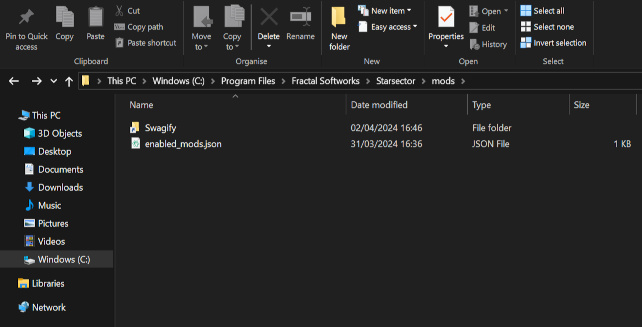 Pin to Quick access
Copy
Paste
Cut
Copy path
Paste shortcut
Clipboard
Move to
Copy to
Delete
Rename
Organise
New folder
New item
Easy access
New
Properties
Open
Edit
History
Open
Select all
Select none
Invert selection
Select
This PC > Windows (C:) > Program Files > Fractal Softworks > Starsector > mods >
Name Date modified Type Size
Swagify 02/04/2024 16:46 File folder
enabled_mods.json 31/03/2024 16:36 JSON File 1 KB
This PC
3D Objects
Desktop
Documents
Downloads
Music
Pictures
Videos
Windows (C:)
Libraries
Network